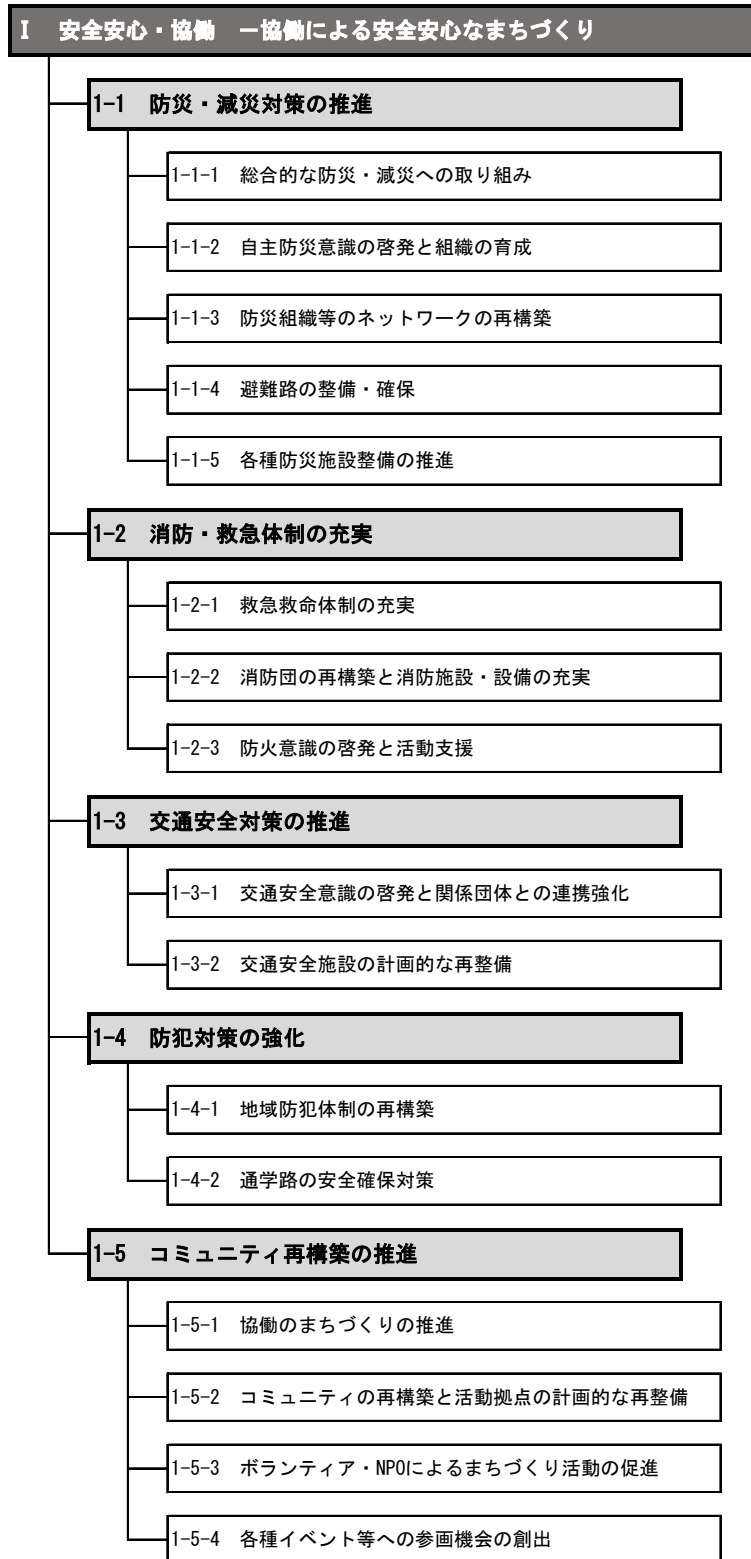 Ⅰ　安全安心・協働　－協働による安全安心なまちづくり
1-1　防災・減災対策の推進
1-1-1　総合的な防災・減災への取り組み
1-1-2　自主防災意識の啓発と組織の育成
1-1-3　防災組織等のネットワークの再構築
1-1-4　避難路の整備・確保
1-1-5　各種防災施設整備の推進
1-2　消防・救急体制の充実
1-2-1　救急救命体制の充実
1-2-2　消防団の再構築と消防施設・設備の充実
1-2-3　防火意識の啓発と活動支援
1-3　交通安全対策の推進
1-3-1　交通安全意識の啓発と関係団体との連携強化
1-3-2　交通安全施設の計画的な再整備
1-4　防犯対策の強化
1-4-1　地域防犯体制の再構築
1-4-2　通学路の安全確保対策
1-5　コミュニティ再構築の推進
1-5-1　協働のまちづくりの推進
1-5-2　コミュニティの再構築と活動拠点の計画的な再整備
1-5-3　ボランティア・NPOによるまちづくり活動の促進
1-5-4　各種イベント等への参画機会の創出